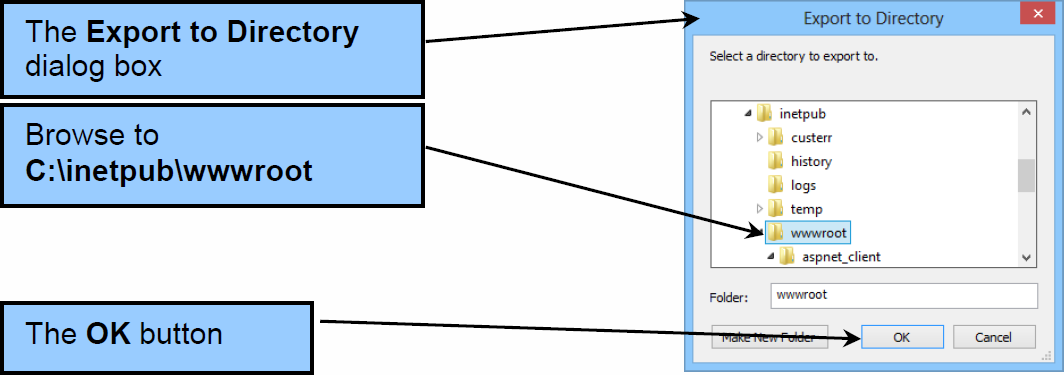 The Export to Directory
dialog box
Browse to
C:\inetpub\wwwroot
The OK button
Export to Directory
Select a directory to export to.
inetpub
custerr
history
logs
temp
wwwroot
aspnet_client
Folder: wwwroot
Make New Folder OK Cancel